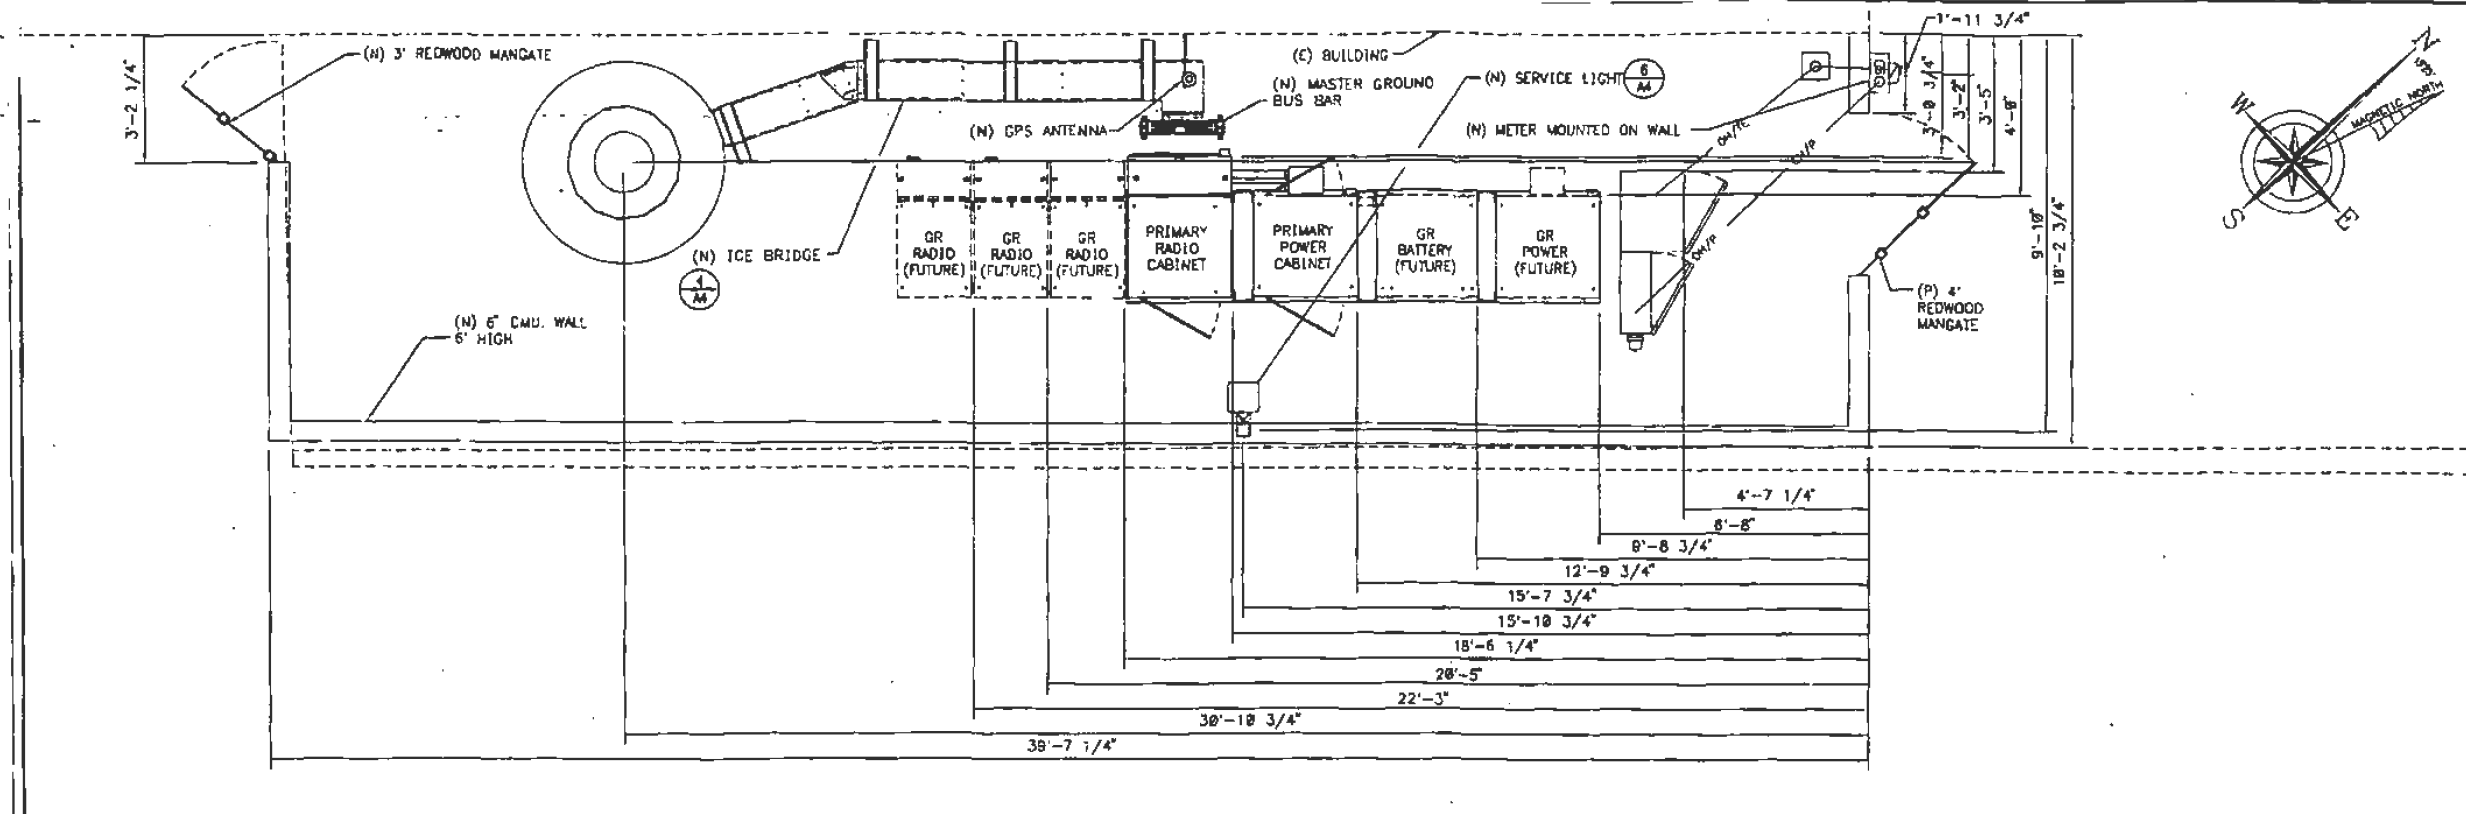 1'-11 3/4"
(N) 3' REDWOOD MANGATE
(E) BUILDING
(N) MASTER GROUND
BUS BAR
(N) SERVICE LIGHT
6
A4
(N) GPS ANTENNA
(N) METER MOUNTED ON WALL
3'-2 1/4"
3'-0 3/4"
3'-2"
3'-5"
4'-0"
9'-10"
10'-2 3/4"
N
W
S
E
MAGNETIC NORTH
OH/P
OH/P
(N) ICE BRIDGE
1
A4
GR
RADIO
(FUTURE)
GR
RADIO
(FUTURE)
GR
RADIO
(FUTURE)
PRIMARY
RADIO
CABINET
PRIMARY
POWER
CABINET
GR
BATTERY
(FUTURE)
GR
POWER
(FUTURE)
(P) 4'
REDWOOD
MANGATE
(N) 6" CMU. WALL
6' HIGH
4'-7 1/4"
6'-8"
9'-8 3/4"
12'-9 3/4"
15'-7 3/4"
15'-10 3/4"
18'-6 1/4"
20'-5"
22'-3"
30'-10 3/4"
39'-7 1/4"